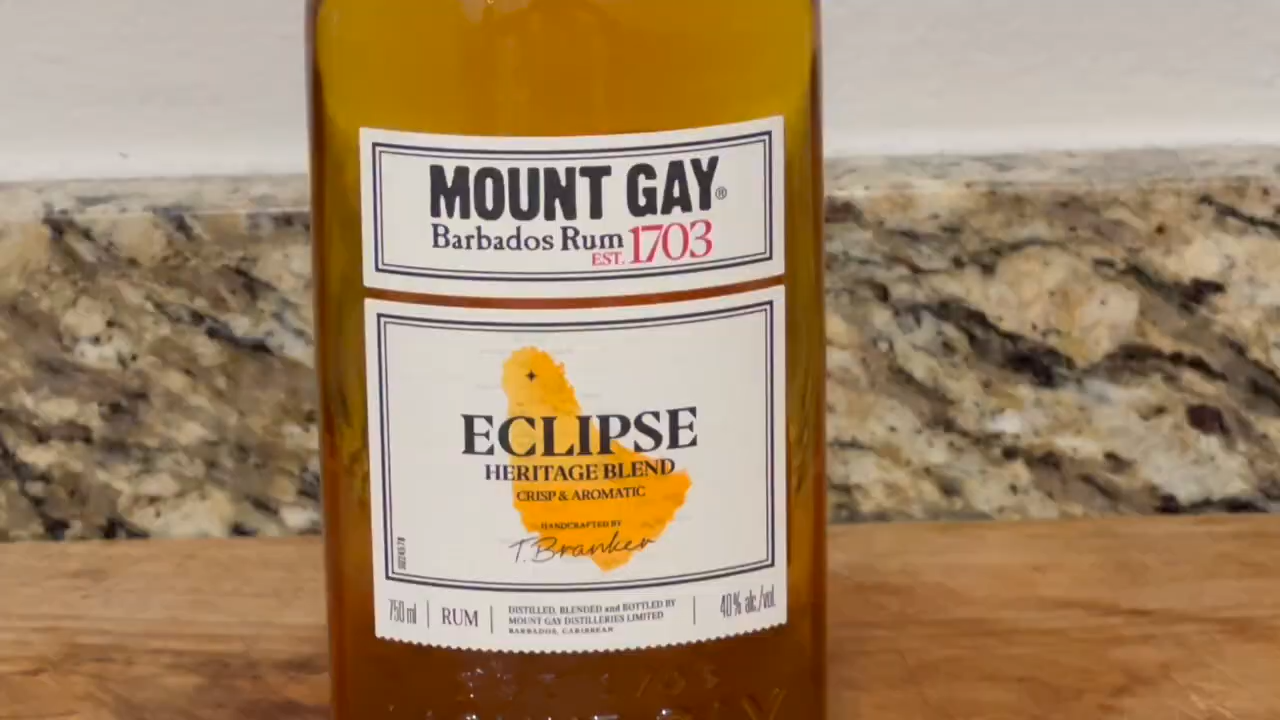 MOUNT GAY®
Barbados Rum
EST. 1703
ECLIPSE
HERITAGE BLEND
CRISP & AROMATIC
HANDCRAFTED BY
T. Branker
750 ml
RUM
DISTILLED, BLENDED and BOTTLED BY
MOUNT GAY DISTILLERIES LIMITED
BARBADOS, CARIBBEAN
40% alc./vol.